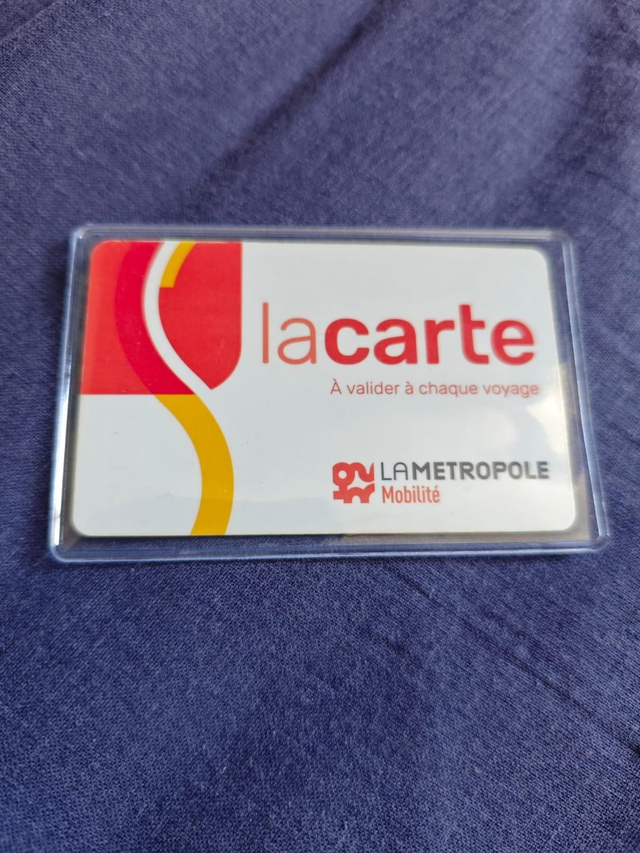 lacarte
À valider à chaque voyage
LAMETROPOLE
Mobilité